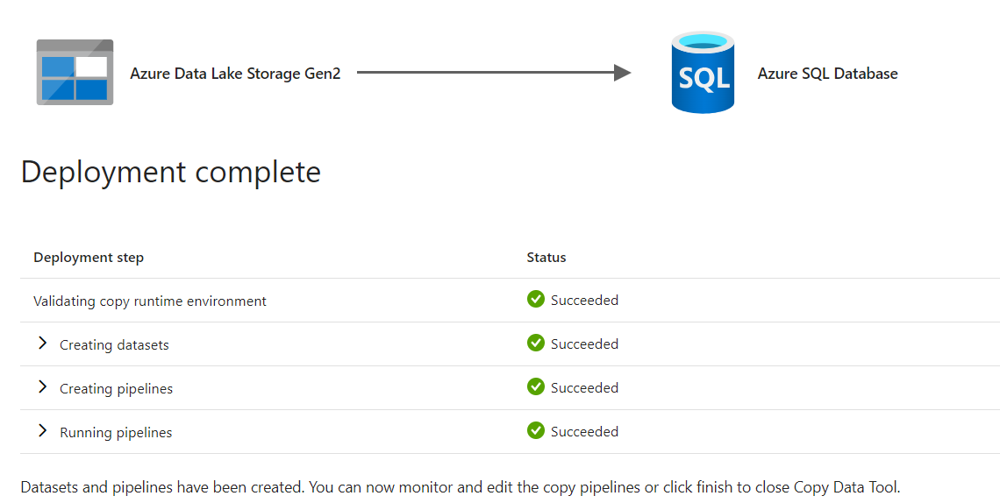 Azure Data Lake Storage Gen2
SQL
Azure SQL Database
Deployment complete
Deployment step Status
Validating copy runtime environment Succeeded
Creating datasets Succeeded
Creating pipelines Succeeded
Running pipelines Succeeded
Datasets and pipelines have been created. You can now monitor and edit the copy pipelines or click finish to close Copy Data Tool.